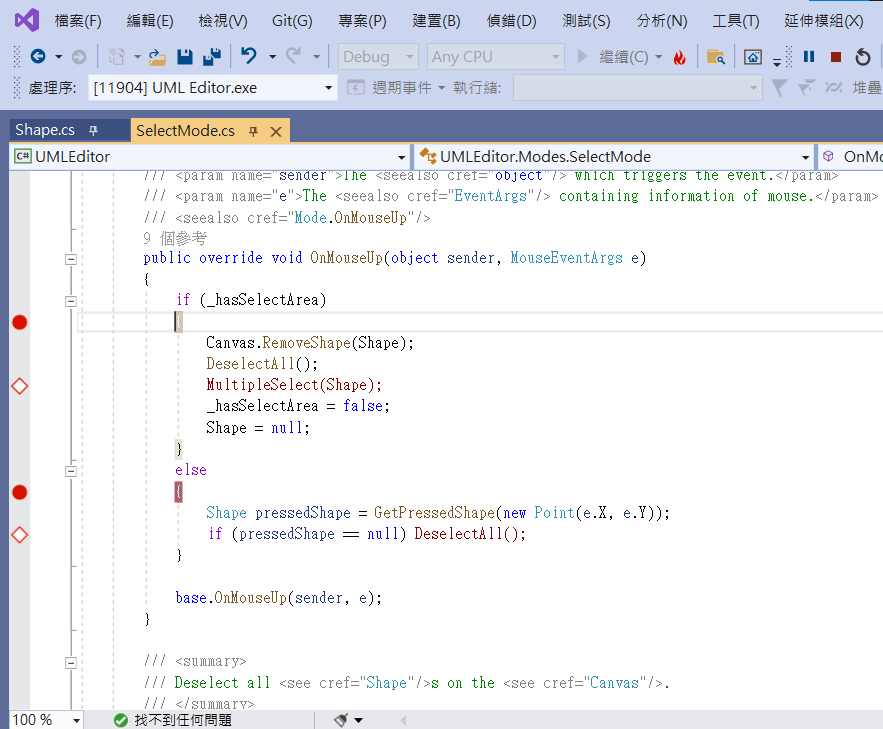 檔案(F) 編輯(E) 檢視(V) Git(G) 專案(P) 建置(B) 偵錯(D) 測試(S) 分析(N) 工具(T) 延伸模組(X)
Debug Any CPU 繼續(C)
處理序: [11904] UML Editor.exe 週期事件 執行緒: 堆疊
Shape.cs SelectMode.cs
C# UMLEditor UMLEditor.Modes.SelectMode OnMo
/// <param name="sender">The <seealso cref="object"/> which triggers the event.</param>
/// <param name="e">The <seealso cref="EventArgs"/> containing information of mouse.</param>
/// <seealso cref="Mode.OnMouseUp"/>
9 個參考
public override void OnMouseUp(object sender, MouseEventArgs e)
{
if (_hasSelectArea)
{
Canvas.RemoveShape(Shape);
DeselectAll();
MultipleSelect(Shape);
_hasSelectArea = false;
Shape = null;
}
else
{
Shape pressedShape = GetPressedShape(new Point(e.X, e.Y));
if (pressedShape == null) DeselectAll();
}
base.OnMouseUp(sender, e);
}
/// <summary>
/// Deselect all <see cref="Shape"/>s on the <see cref="Canvas"/>.
/// </summary>
100 % 找不到任何問題